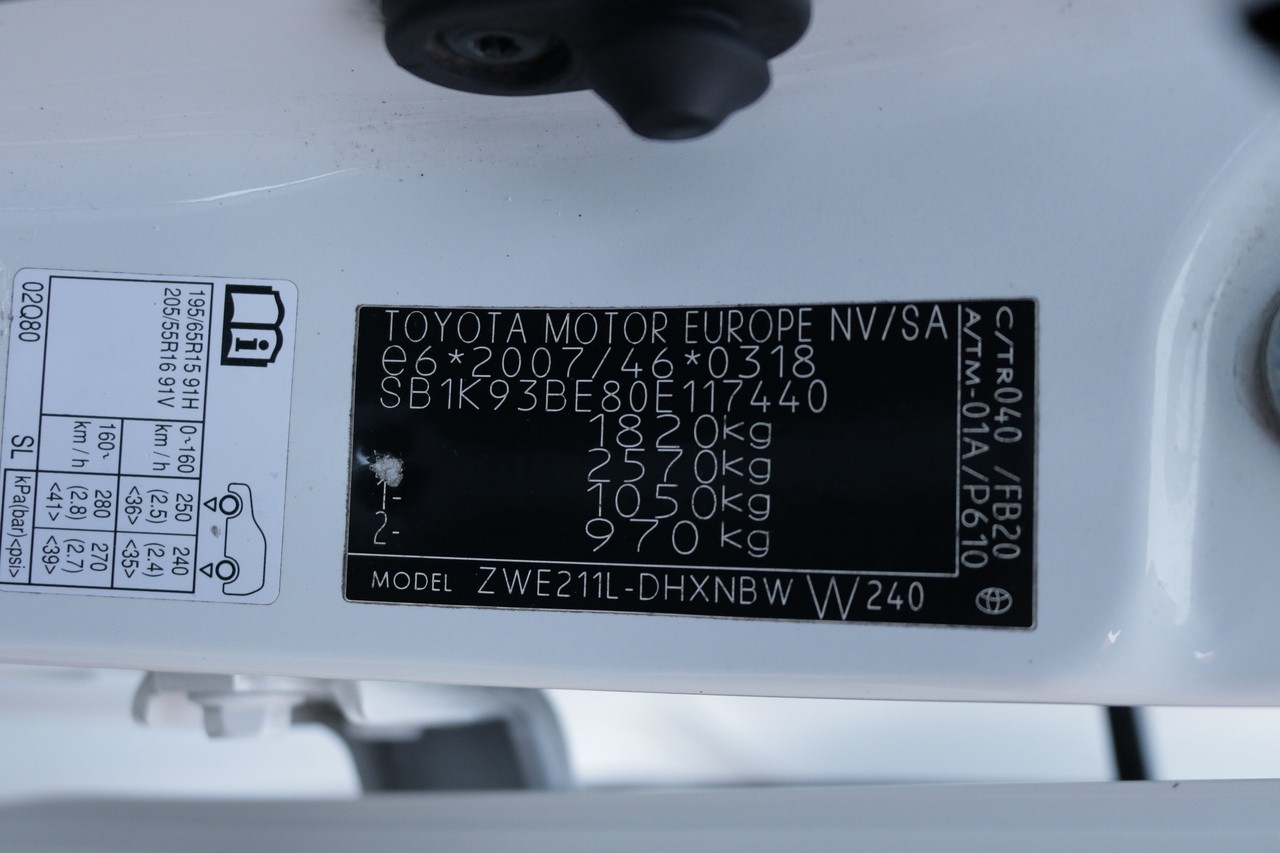 195/65R15 91H
205/55R16 91V
0~160 km/h
250 (2.5) <36>
240 (2.4) <35>
160~ km/h
280 (2.8) <41>
270 (2.7) <39>
SL kPa(bar)<psi>
02Q80
TOYOTA MOTOR EUROPE NV/SA
e6*2007/46*0318
SB1K93BE80E117440
1820kg
2570kg
1- 1050kg
2- 970kg
MODEL ZWE211L-DHXNBW W240
C/TR040 /FB20
A/TM-01A/P610